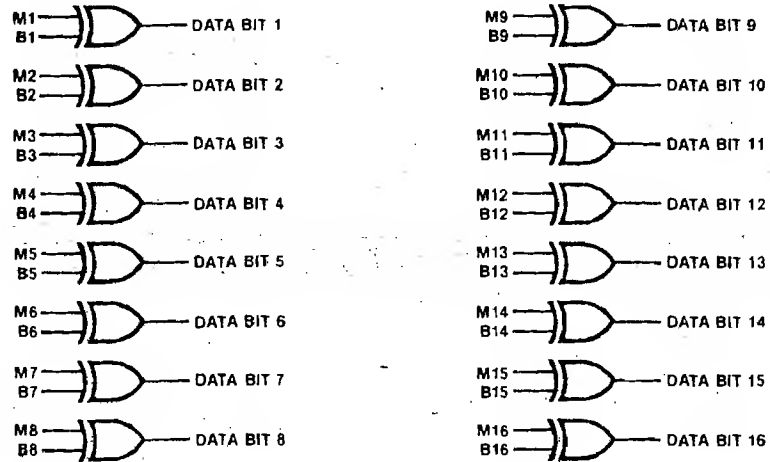 M1
B1
DATA BIT 1
M2
B2
DATA BIT 2
M3
B3
DATA BIT 3
M4
B4
DATA BIT 4
M5
B5
DATA BIT 5
M6
B6
DATA BIT 6
M7
B7
DATA BIT 7
M8
B8
DATA BIT 8
M9
B9
DATA BIT 9
M10
B10
DATA BIT 10
M11
B11
DATA BIT 11
M12
B12
DATA BIT 12
M13
B13
DATA BIT 13
M14
B14
DATA BIT 14
M15
B15
DATA BIT 15
M16
B16
DATA BIT 16